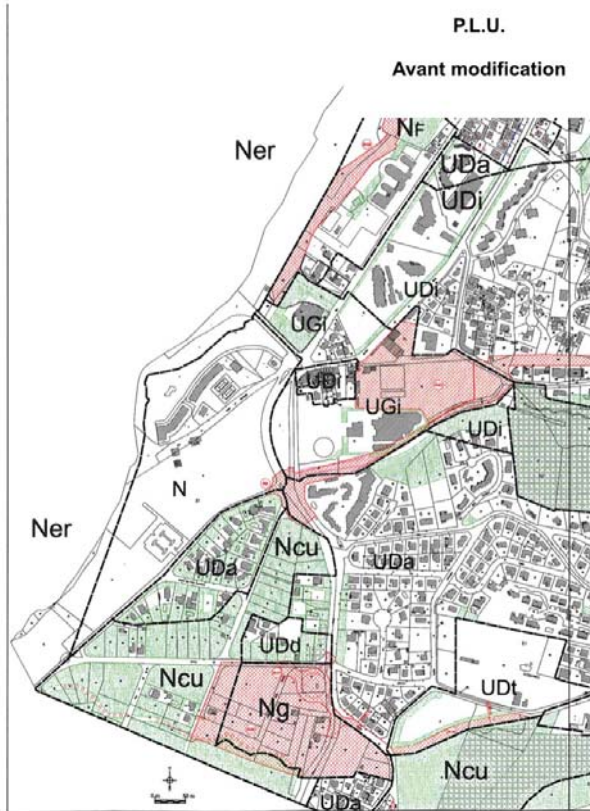 P.L.U.
Avant modification
NF
Ner
UDa
UDi
UDi
UGi
UDi
UGi
UDi
N
Ner
Ncu
UDa
UDa
UDd
Ncu
UDt
Ng
Ncu
UDa